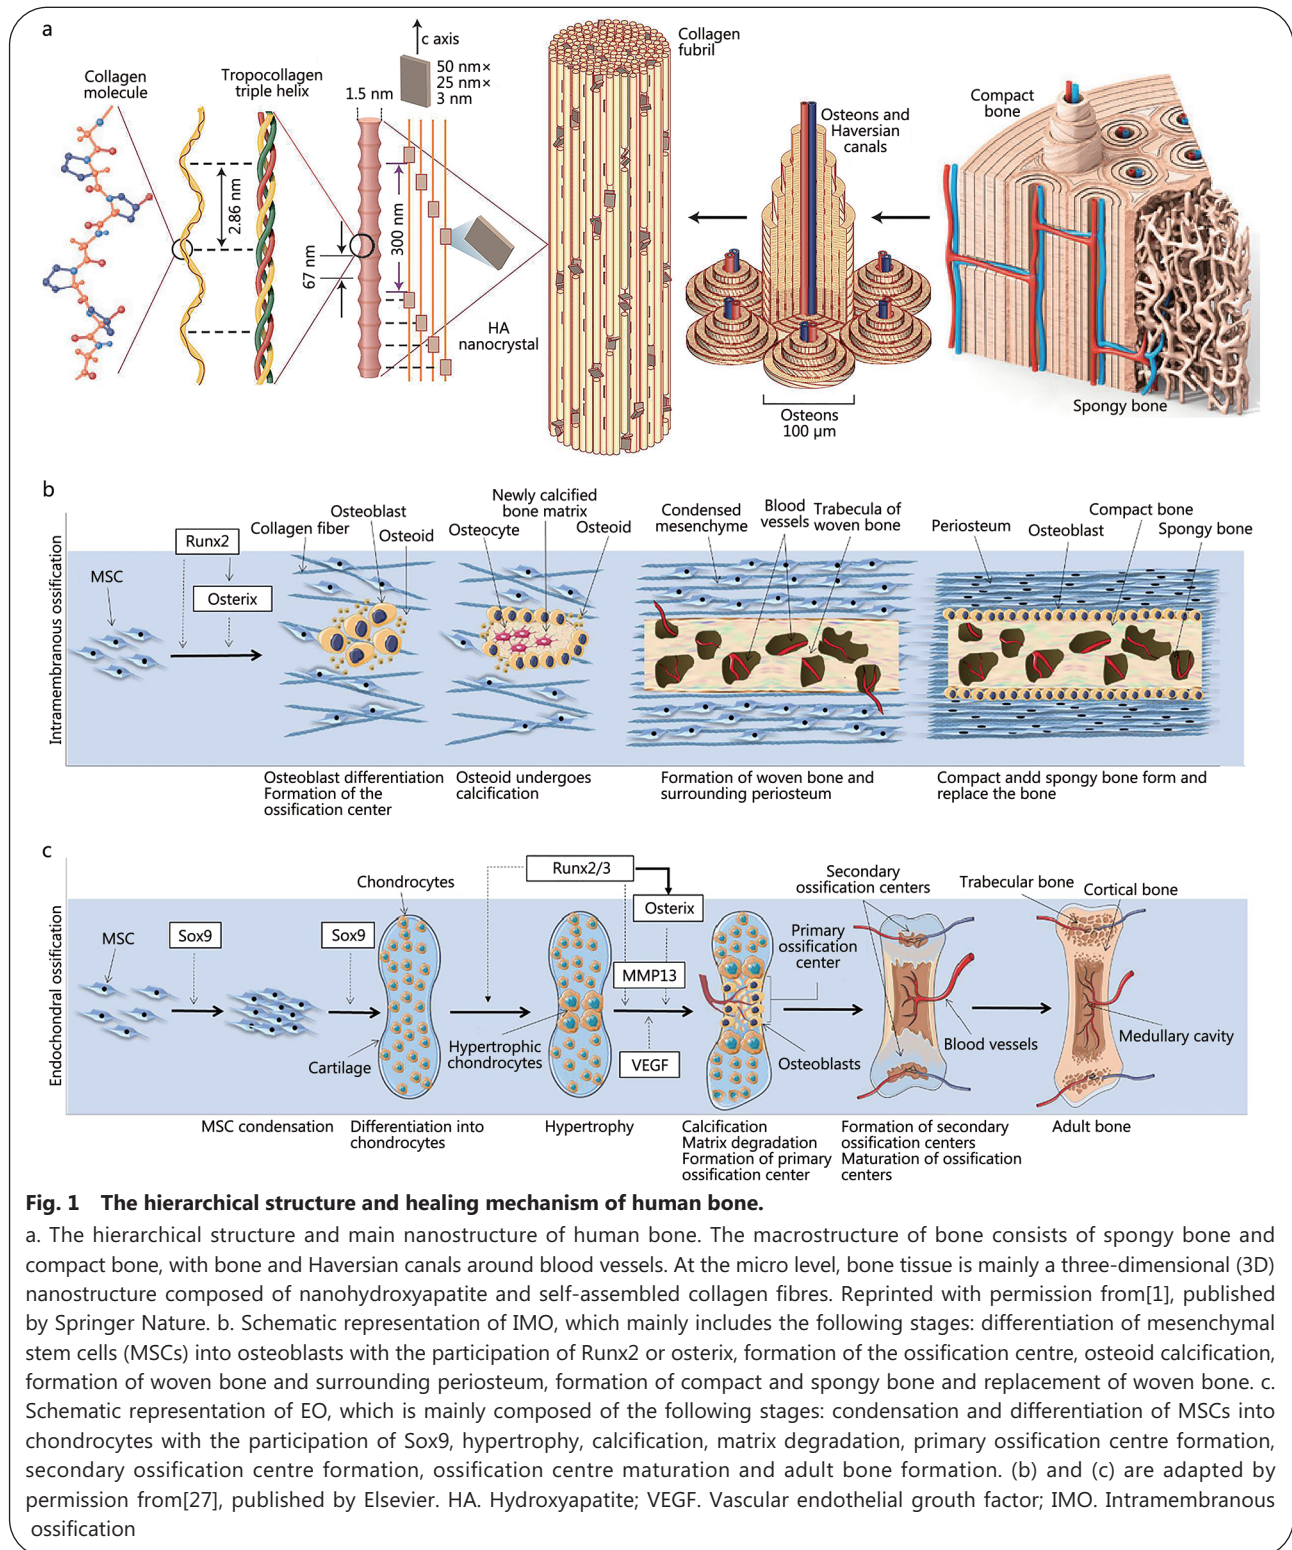 a
Collagen
molecule
Tropocollagen
triple helix
2.86 nm
1.5 nm
67 nm
c axis
50 nm×
25 nm×
3 nm
300 nm
HA
nanocrystal
Collagen
fubril
Osteons and
Haversian
canals
Osteons
100 μm
Compact
bone
Spongy bone
b
Intramembranous ossification
MSC
Runx2
Osterix
Collagen fiber
Osteoblast
Osteoid
Osteocyte
Newly calcified
bone matrix
Osteoid
Condensed
mesenchyme
Blood
vessels
Trabecula of
woven bone
Periosteum
Osteoblast
Compact bone
Spongy bone
Osteoblast differentiation
Formation of the
ossification center
Osteoid undergoes
calcification
Formation of woven bone and
surrounding periosteum
Compact andd spongy bone form and
replace the bone
c
Endochondral ossification
MSC
Sox9
Sox9
Chondrocytes
Cartilage
Runx2/3
Osterix
MMP13
VEGF
Hypertrophic
chondrocytes
Primary
ossification
center
Osteoblasts
Secondary
ossification centers
Blood vessels
Trabecular bone
Cortical bone
Medullary cavity
MSC condensation
Differentiation into
chondrocytes
Hypertrophy
Calcification
Matrix degradation
Formation of primary
ossification center
Formation of secondary
ossification centers
Maturation of ossification
centers
Adult bone
Fig. 1 The hierarchical structure and healing mechanism of human bone.
a. The hierarchical structure and main nanostructure of human bone. The macrostructure of bone consists of spongy bone and
compact bone, with bone and Haversian canals around blood vessels. At the micro level, bone tissue is mainly a three-dimensional (3D)
nanostructure composed of nanohydroxyapatite and self-assembled collagen fibres. Reprinted with permission from[1], published
by Springer Nature. b. Schematic representation of IMO, which mainly includes the following stages: differentiation of mesenchymal
stem cells (MSCs) into osteoblasts with the participation of Runx2 or osterix, formation of the ossification centre, osteoid calcification,
formation of woven bone and surrounding periosteum, formation of compact and spongy bone and replacement of woven bone. c.
Schematic representation of EO, which is mainly composed of the following stages: condensation and differentiation of MSCs into
chondrocytes with the participation of Sox9, hypertrophy, calcification, matrix degradation, primary ossification centre formation,
secondary ossification centre formation, ossification centre maturation and adult bone formation. (b) and (c) are adapted by
permission from[27], published by Elsevier. HA. Hydroxyapatite; VEGF. Vascular endothelial grouth factor; IMO. Intramembranous
ossification